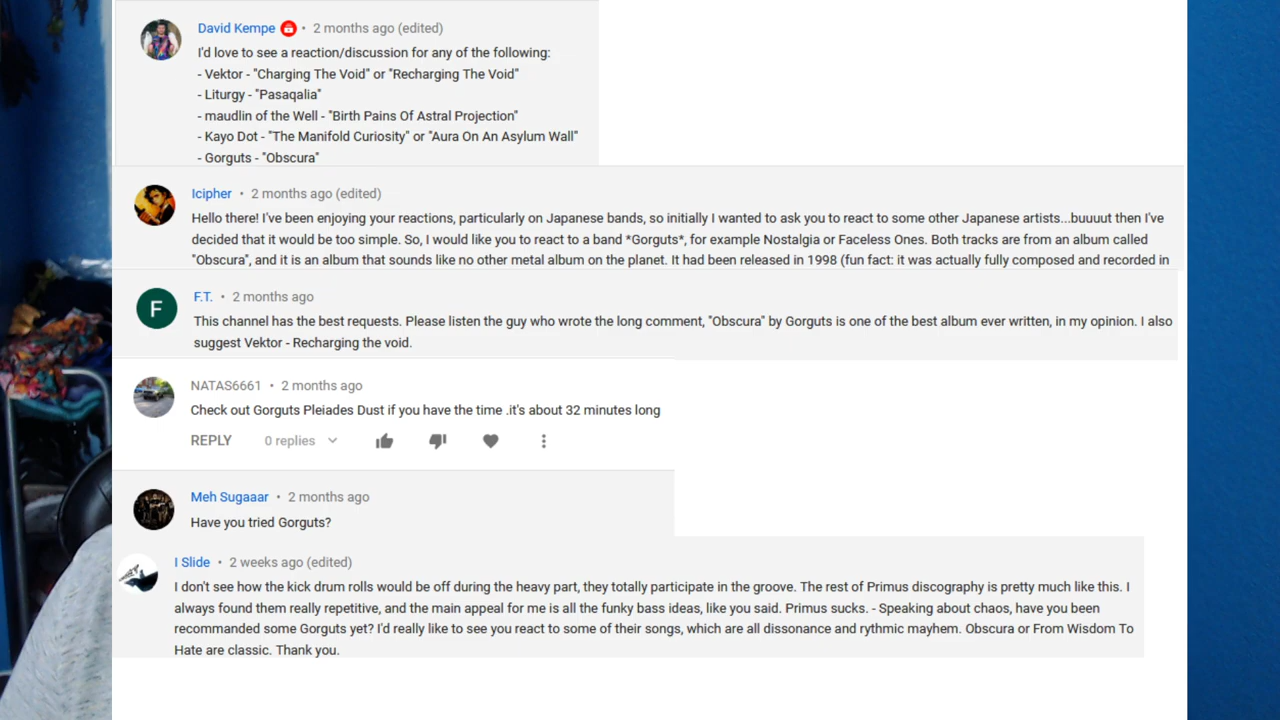 David Kempe • 2 months ago (edited)
I'd love to see a reaction/discussion for any of the following:
- Vektor - "Charging The Void" or "Recharging The Void"
- Liturgy - "Pasaqalia"
- maudlin of the Well - "Birth Pains Of Astral Projection"
- Kayo Dot - "The Manifold Curiosity" or "Aura On An Asylum Wall"
- Gorguts - "Obscura"
Icipher • 2 months ago (edited)
Hello there! I've been enjoying your reactions, particularly on Japanese bands, so initially I wanted to ask you to react to some other Japanese artists...buuuut then I've
decided that it would be too simple. So, I would like you to react to a band *Gorguts*, for example Nostalgia or Faceless Ones. Both tracks are from an album called
"Obscura", and it is an album that sounds like no other metal album on the planet. It had been released in 1998 (fun fact: it was actually fully composed and recorded in
F
F.T. • 2 months ago
This channel has the best requests. Please listen the guy who wrote the long comment, "Obscura" by Gorguts is one of the best album ever written, in my opinion. I also
suggest Vektor - Recharging the void.
NATAS6661 • 2 months ago
Check out Gorguts Pleiades Dust if you have the time .it's about 32 minutes long
REPLY 0 replies
Meh Sugaaar • 2 months ago
Have you tried Gorguts?
I Slide • 2 weeks ago (edited)
I don't see how the kick drum rolls would be off during the heavy part, they totally participate in the groove. The rest of Primus discography is pretty much like this. I
always found them really repetitive, and the main appeal for me is all the funky bass ideas, like you said. Primus sucks. - Speaking about chaos, have you been
recommanded some Gorguts yet? I'd really like to see you react to some of their songs, which are all dissonance and rythmic mayhem. Obscura or From Wisdom To
Hate are classic. Thank you.